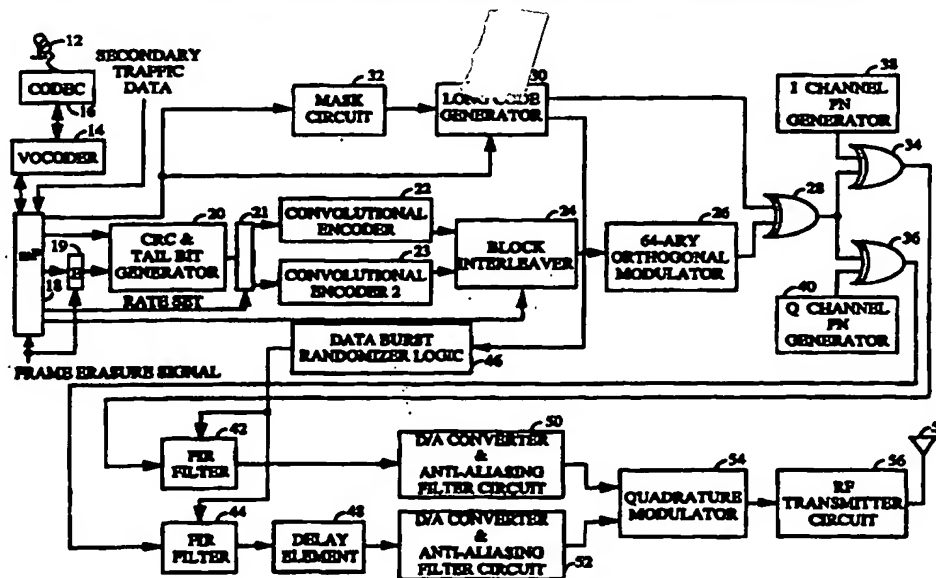 12
SECONDARY
TRAFFIC
DATA
CODEC
16
14
VOCODER
32
MASK
CIRCUIT
30
LONG CODE
GENERATOR
38
I CHANNEL
PN
GENERATOR
34
28
22
CONVOLUTIONAL
ENCODER
20
CRC &
TAIL BIT
GENERATOR
21
19
18
RATE SET
23
CONVOLUTIONAL
ENCODER 2
24
BLOCK
INTERLEAVER
26
64-ARY
ORTHOGONAL
MODULATOR
36
40
Q CHANNEL
PN
GENERATOR
DATA BURST
RANDOMIZER LOGIC
46
FRAME ERASURE SIGNAL
42
FIR
FILTER
50
D/A CONVERTER
&
ANTI-ALIASING
FILTER CIRCUIT
54
QUADRATURE
MODULATOR
56
RF
TRANSMITTER
CIRCUIT
44
FIR
FILTER
48
DELAY
ELEMENT
D/A CONVERTER
&
ANTI-ALIASING
FILTER CIRCUIT
52